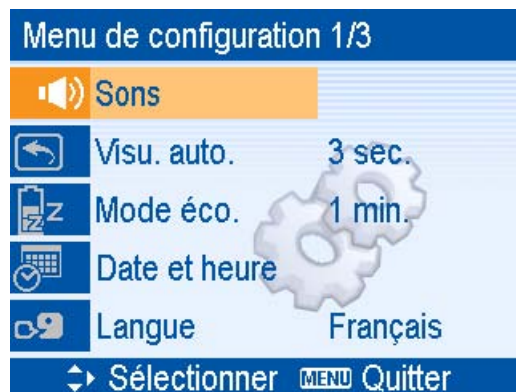 Menu de configuration 1/3
Sons
Visu. auto. 3 sec.
Mode éco. 1 min.
Date et heure
Langue Français
Sélectionner MENU Quitter